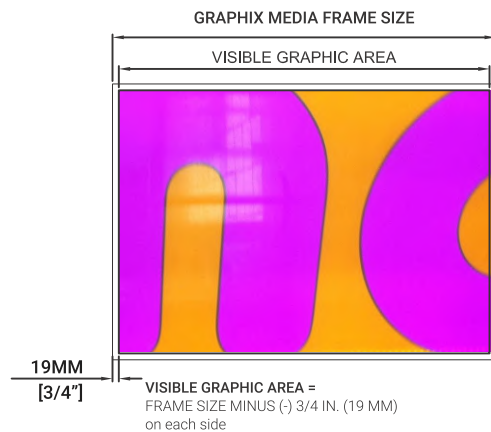 GRAPHIX MEDIA FRAME SIZE
VISIBLE GRAPHIC AREA
19MM
[3/4"]
VISIBLE GRAPHIC AREA =
FRAME SIZE MINUS (-) 3/4 IN. (19 MM)
on each side